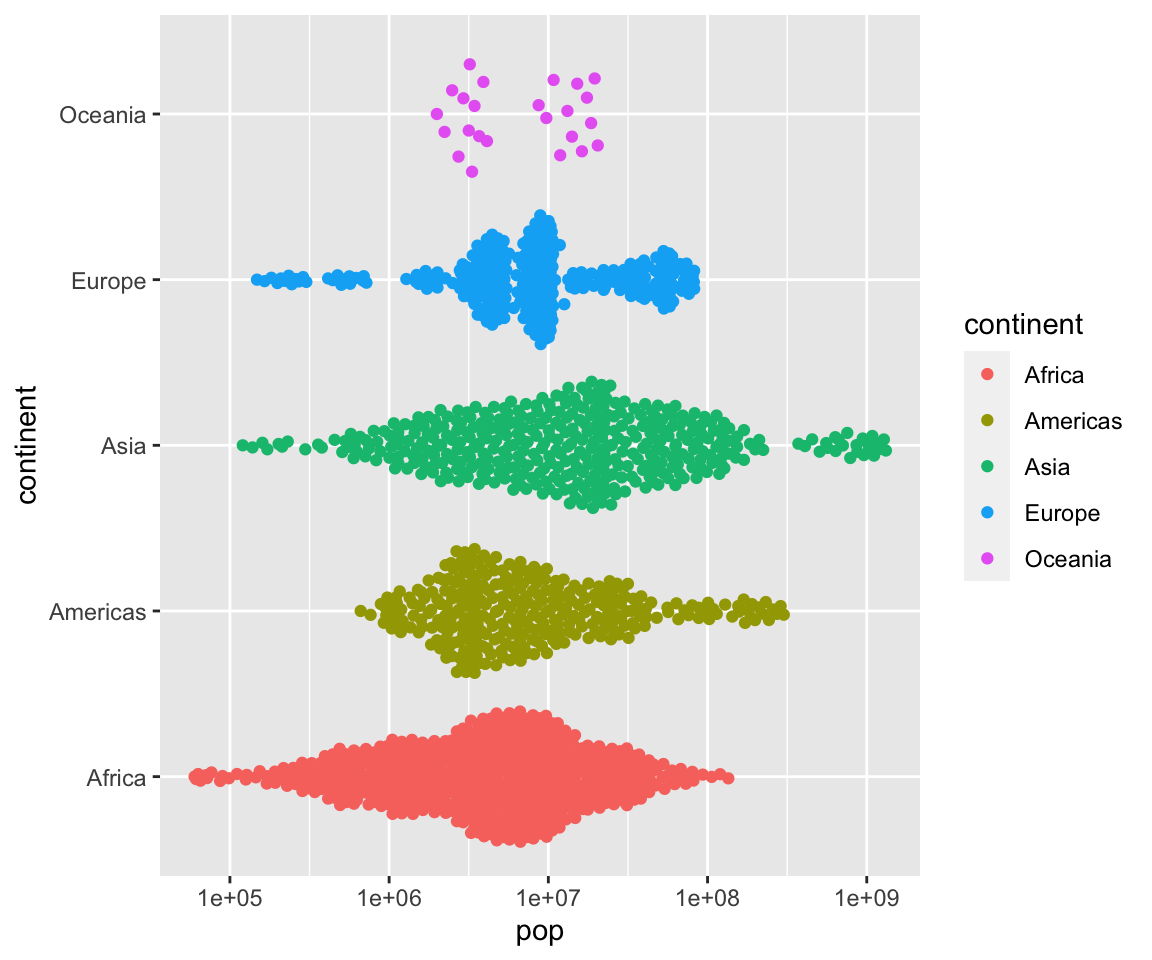 continent
Oceania
Europe
Asia
Americas
Africa
1e+05
1e+06
1e+07
1e+08
1e+09
pop
continent
Africa
Americas
Asia
Europe
Oceania